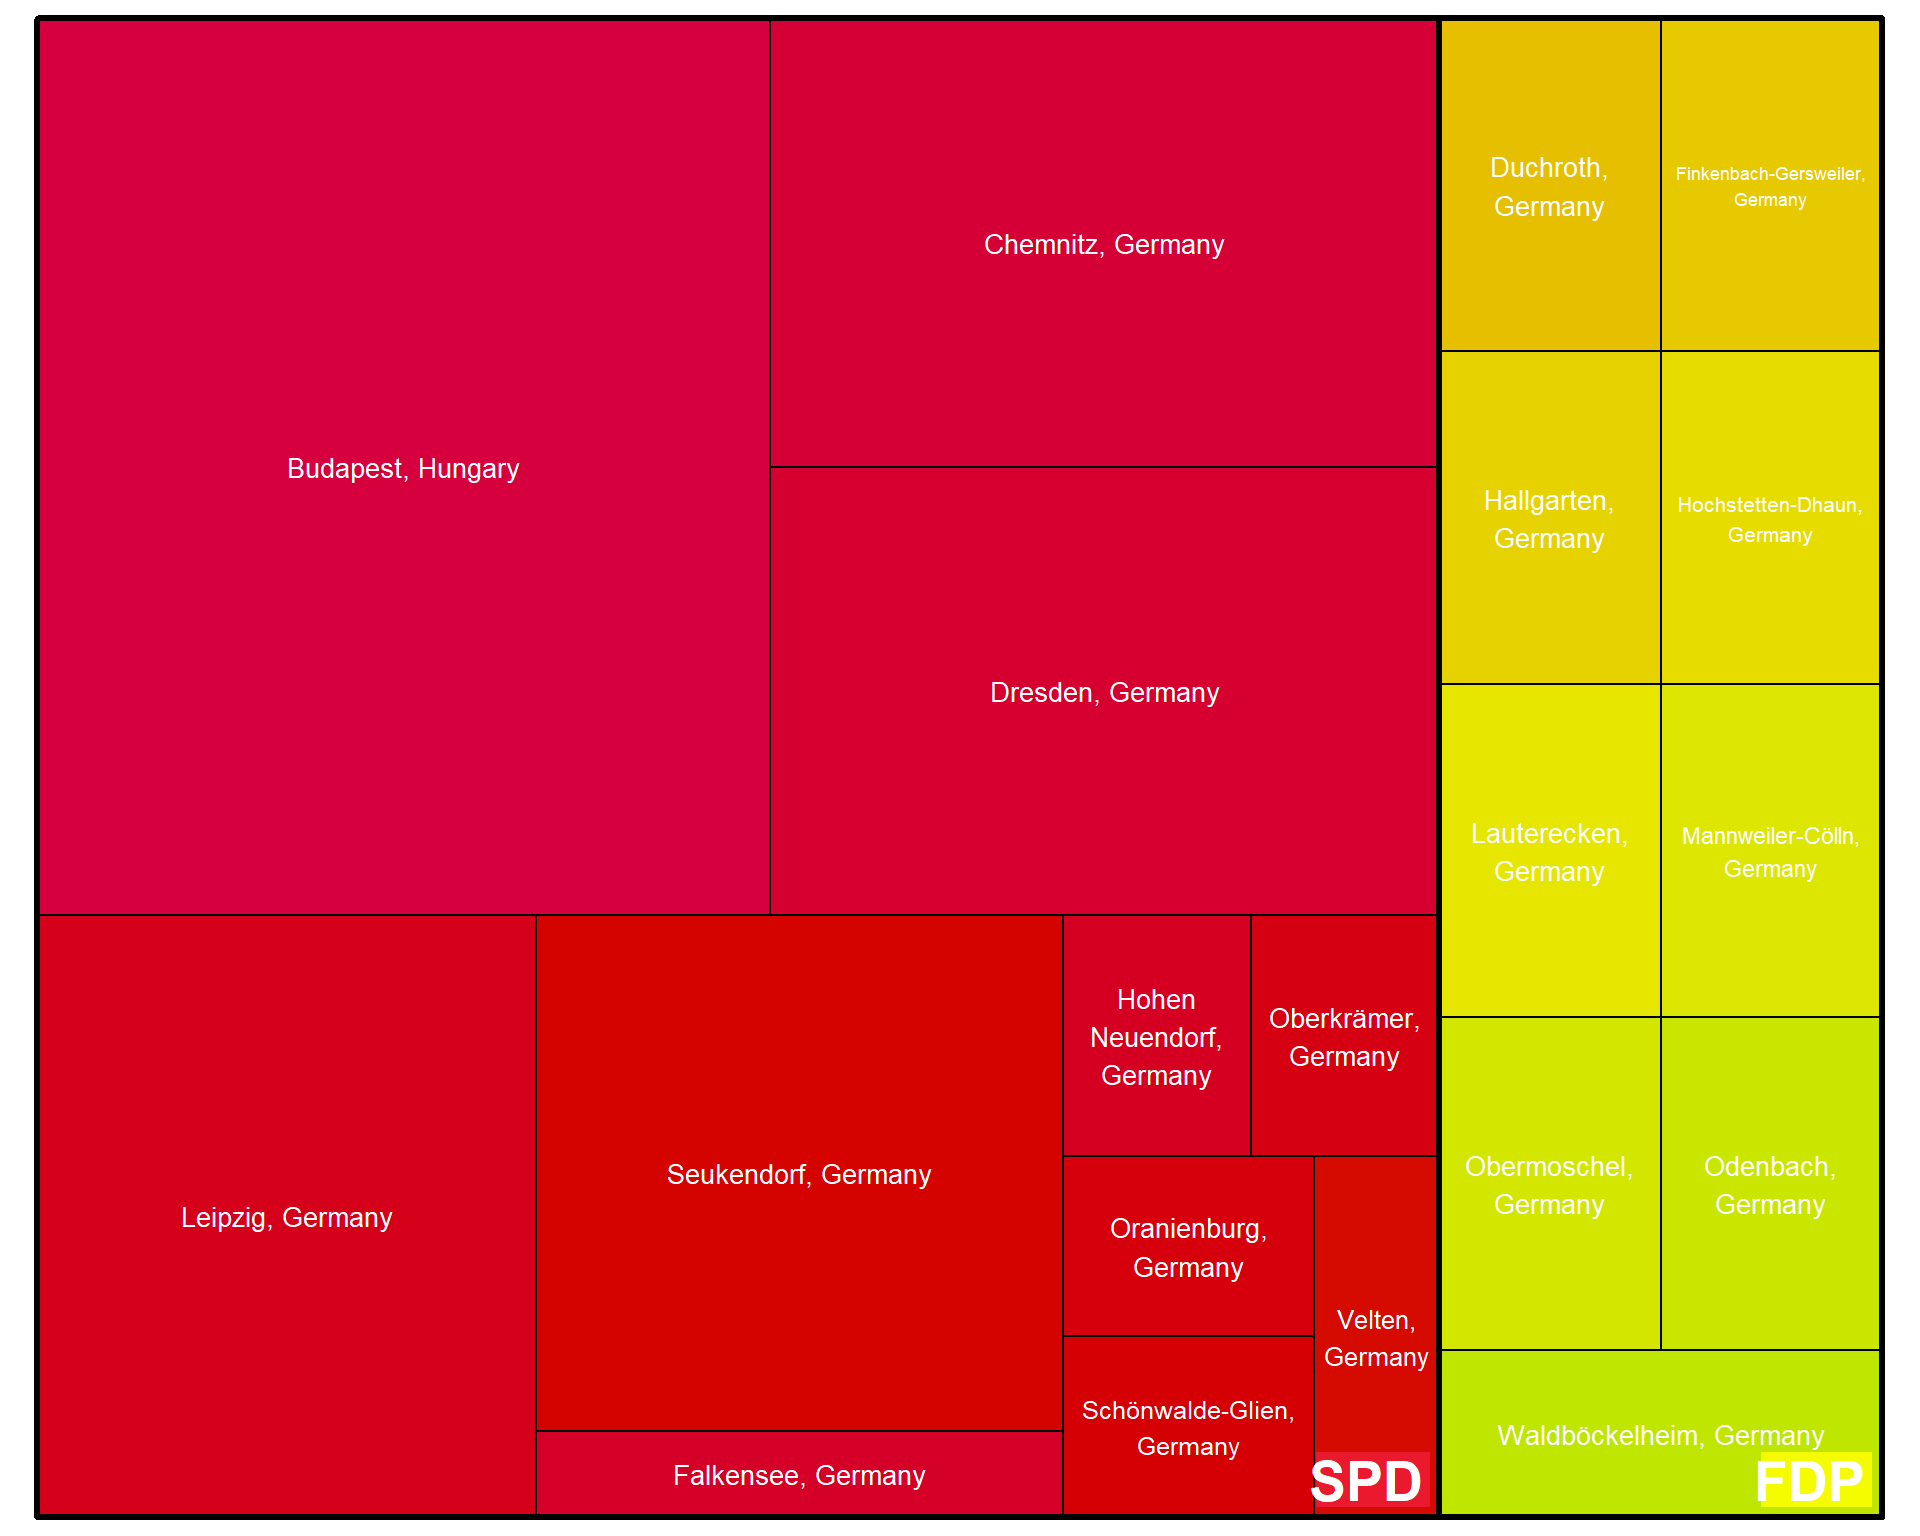 Budapest, Hungary
Chemnitz, Germany
Dresden, Germany
Leipzig, Germany
Seukendorf, Germany
Falkensee, Germany
Hohen
Neuendorf,
Germany
Oberkrämer,
Germany
Oranienburg,
Germany
Schönwalde-Glien,
Germany
Velten,
Germany
SPD
Duchroth,
Germany
Finkenbach-Gersweiler,
Germany
Hallgarten,
Germany
Hochstetten-Dhaun,
Germany
Lauterecken,
Germany
Mannweiler-Cölln,
Germany
Obermoschel,
Germany
Odenbach,
Germany
Waldböckelheim, Germany
FDP